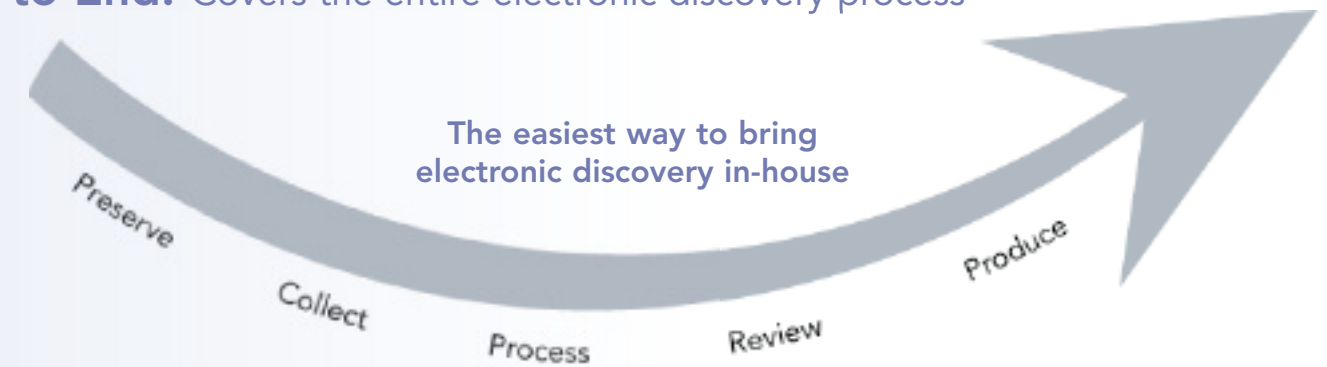 to End: Covers the entire electronic discovery process
The easiest way to bring
electronic discovery in-house
Preserve
Collect
Process
Review
Produce